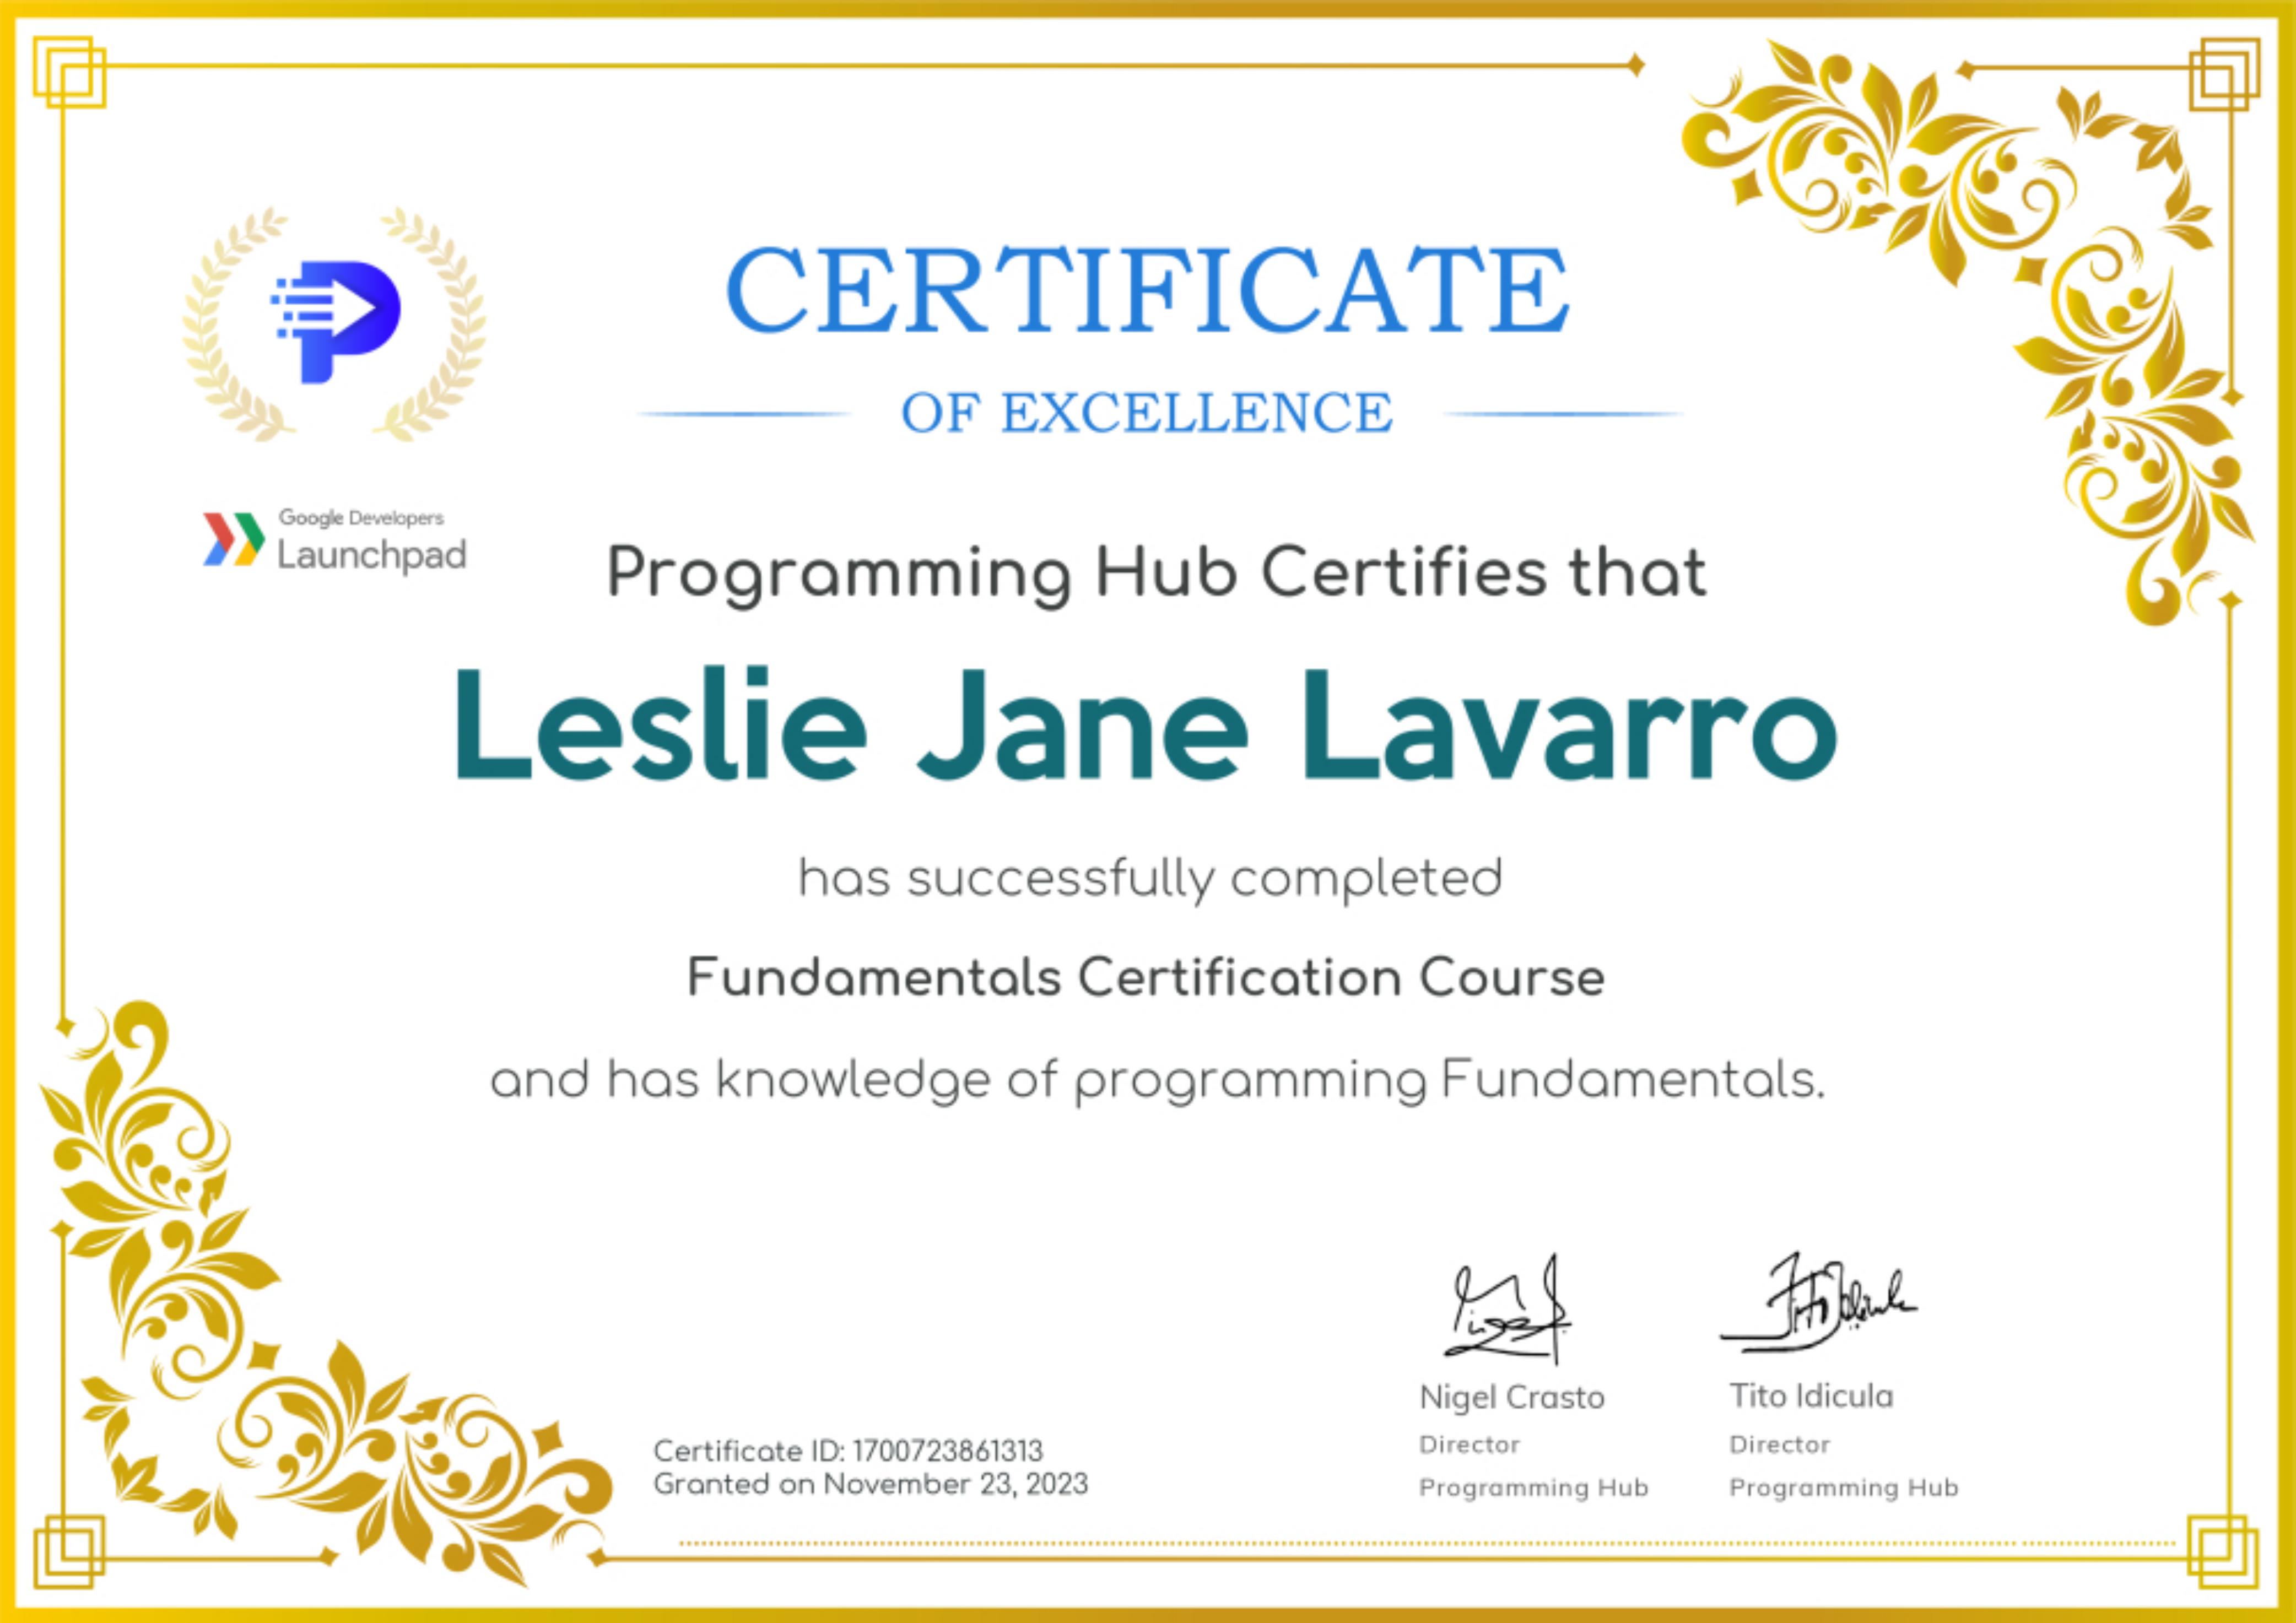 CERTIFICATE
OF EXCELLENCE
Google Developers
Launchpad
Programming Hub Certifies that
Leslie Jane Lavarro
has successfully completed
Fundamentals Certification Course
and has knowledge of programming Fundamentals.
Certificate ID: 1700723861313
Granted on November 23, 2023
Nigel Crasto
Director
Programming Hub
Tito Idicula
Director
Programming Hub